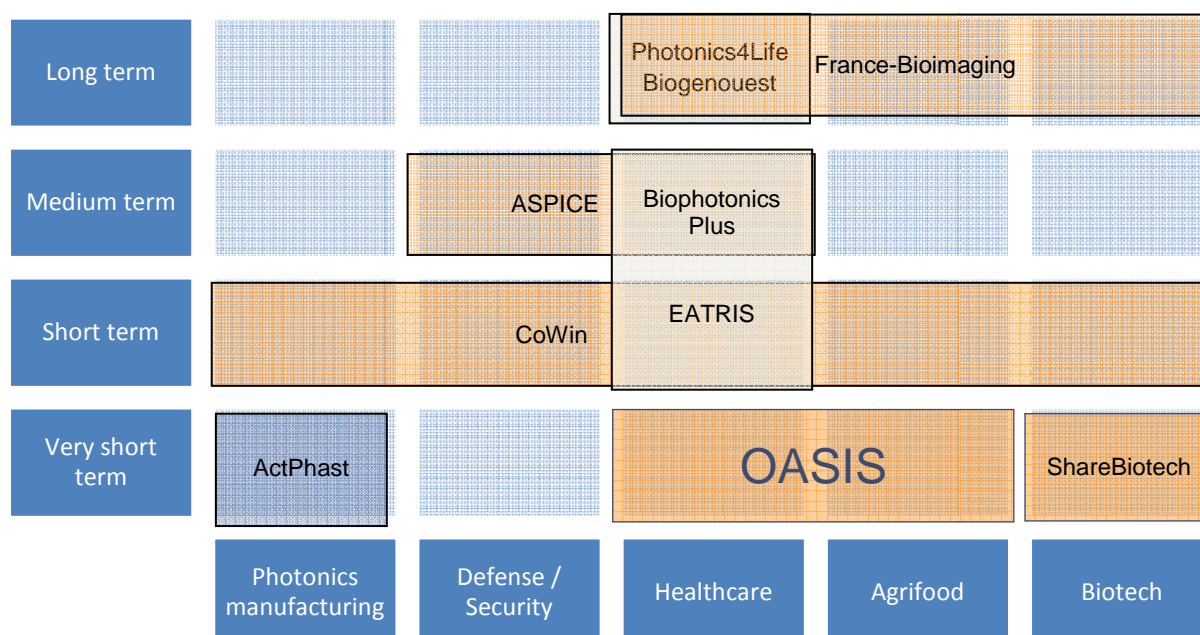 Long term
Photonics4Life
Biogenouest
France-Bioimaging
Medium term
ASPICE
Biophotonics
Plus
Short term
CoWin
EATRIS
Very short
term
ActPhast
OASIS
ShareBiotech
Photonics
manufacturing
Defense /
Security
Healthcare
Agrifood
Biotech